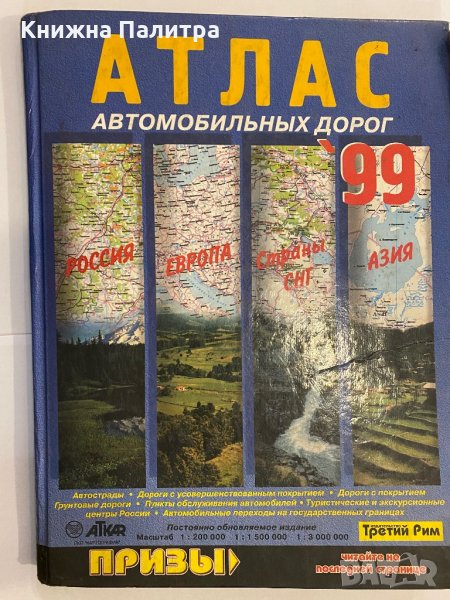 Книжна Палитра
АТЛАС
АВТОМОБИЛЬНЫХ ДОРОГ
'99
РОССИЯ
ЕВРОПА
Страны
СНГ
АЗИЯ
Автострады • Дороги с усовершенствованным покрытием • Дороги с покрытием
Грунтовые дороги • Пункты обслуживания автомобилей • Туристические и экскурсионные
центры России • Автомобильные переходы на государственных границах
АТКАР
Постоянно обновляемое издание
Масштаб 1 : 200 000 1 : 1 500 000 1 : 3 000 000
Третий Рим
ПРИЗЫ
читайте на
последней странице
BAZAR